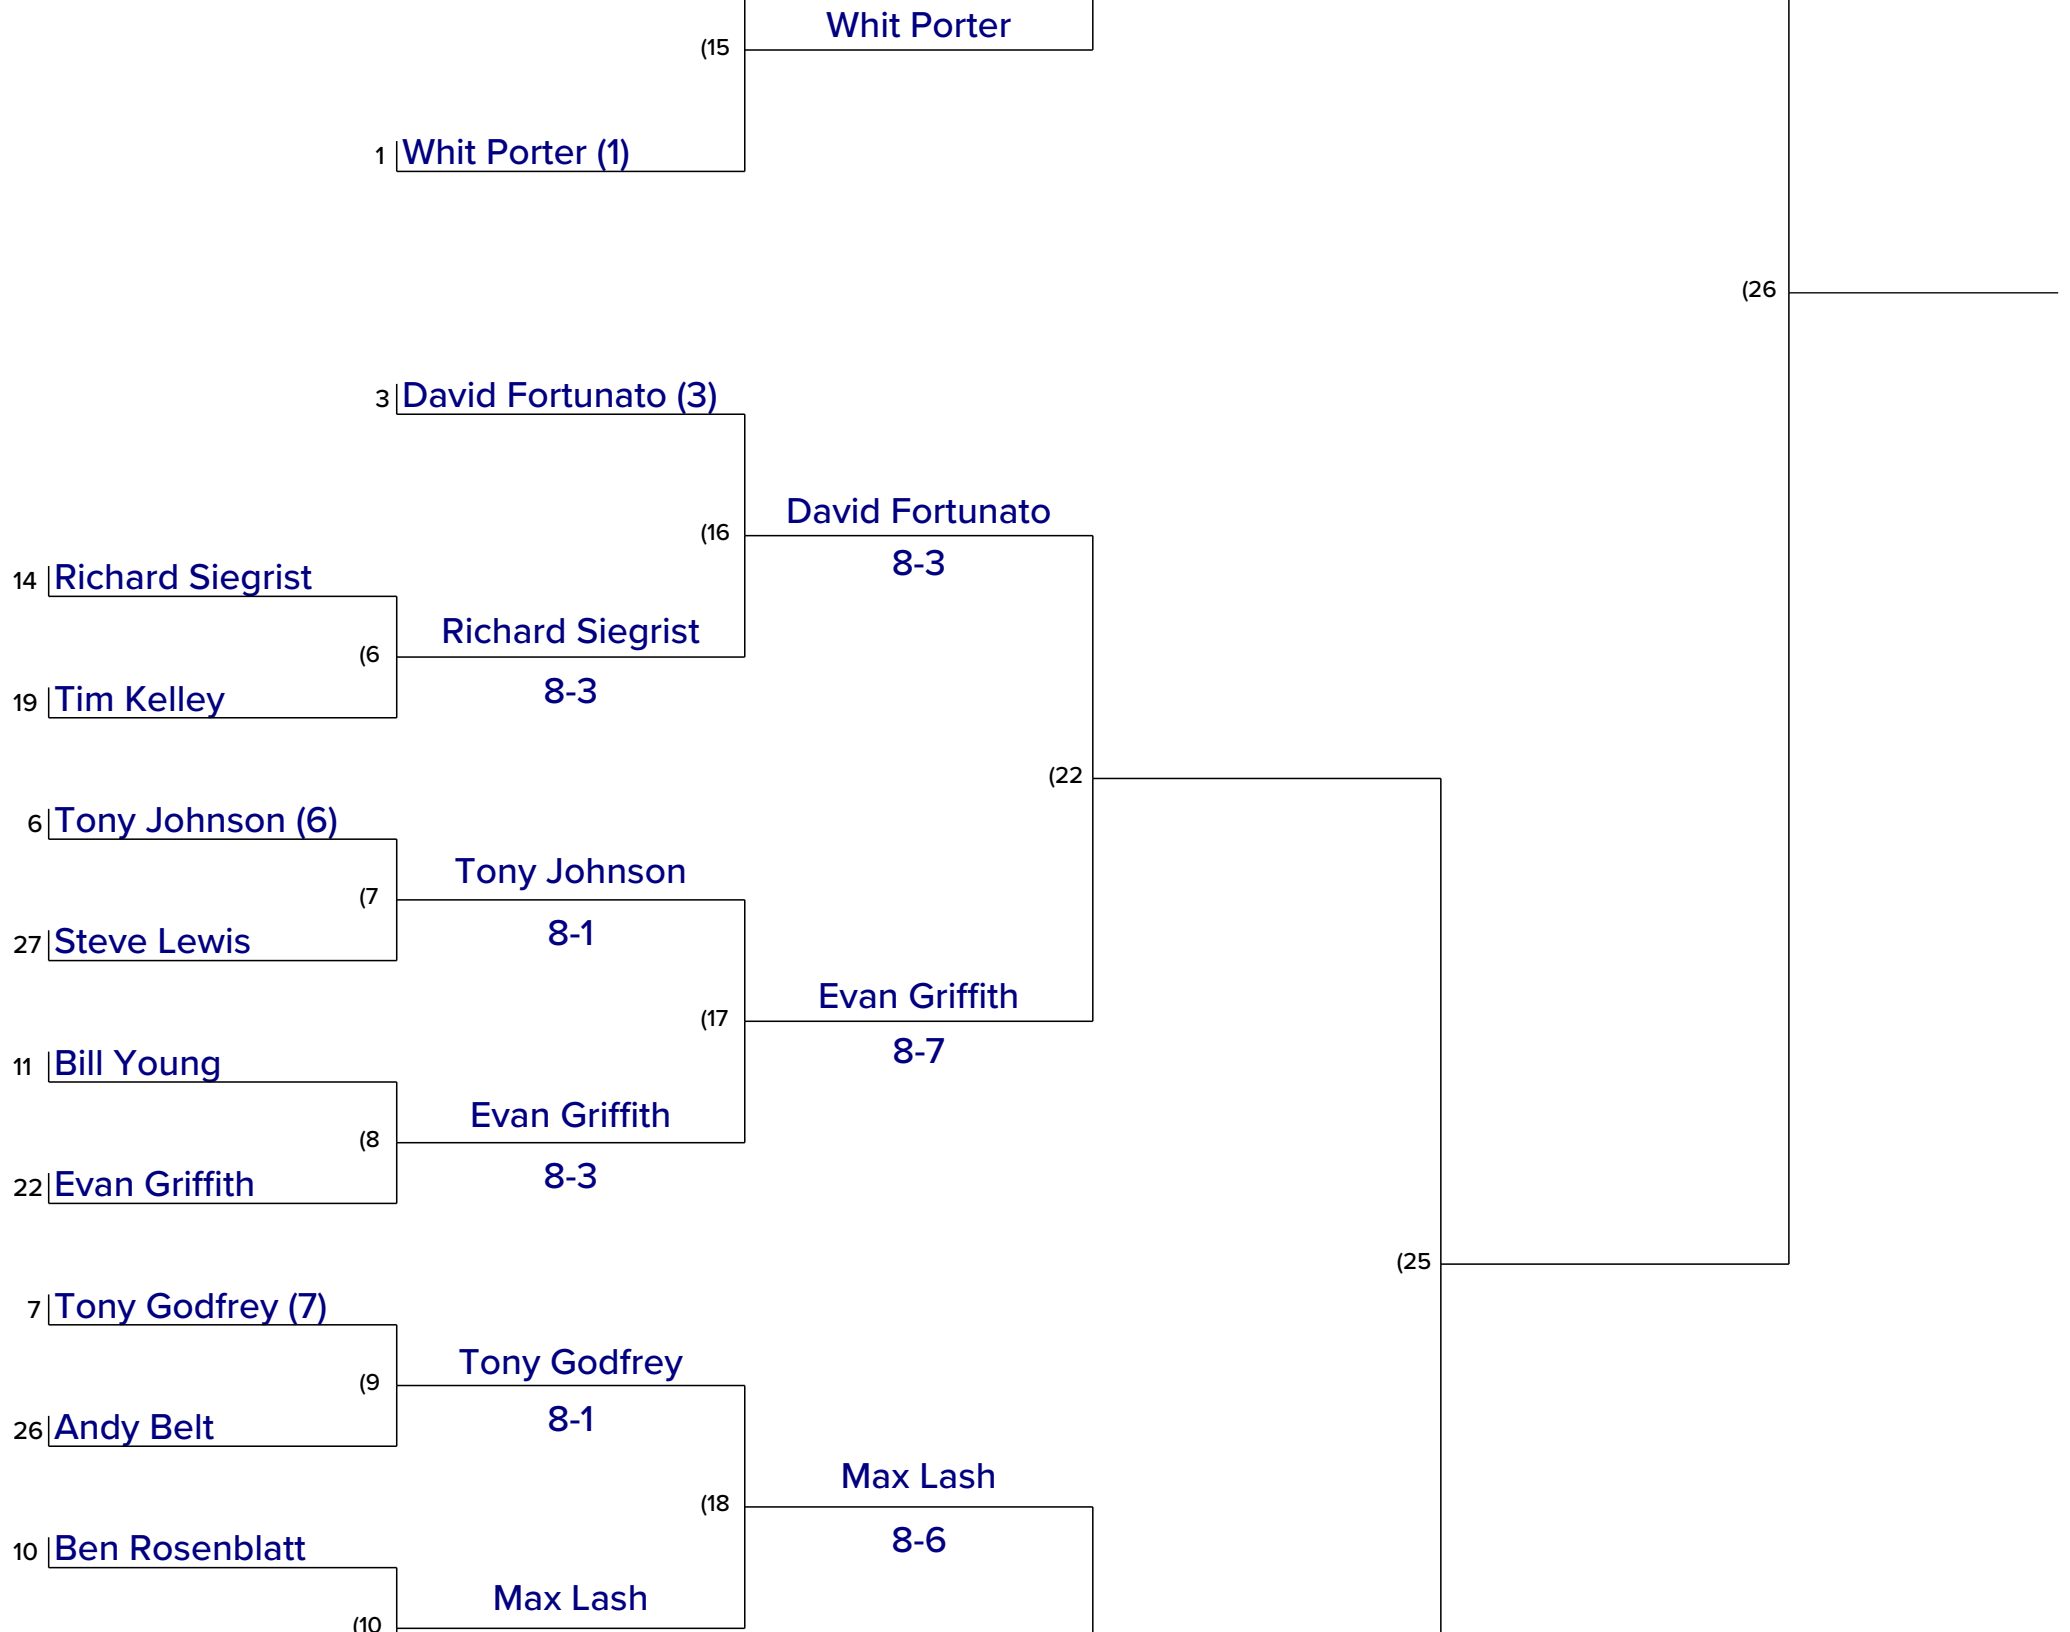 Whit Porter
(15
1 Whit Porter (1)
(26
3 David Fortunato (3)
David Fortunato
(16
8-3
14 Richard Siegrist
Richard Siegrist
(6
8-3
19 Tim Kelley
(22
6 Tony Johnson (6)
Tony Johnson
(7
8-1
27 Steve Lewis
Evan Griffith
(17
8-7
11 Bill Young
Evan Griffith
(8
8-3
22 Evan Griffith
(25
7 Tony Godfrey (7)
Tony Godfrey
(9
8-1
26 Andy Belt
Max Lash
(18
8-6
10 Ben Rosenblatt
Max Lash
(10